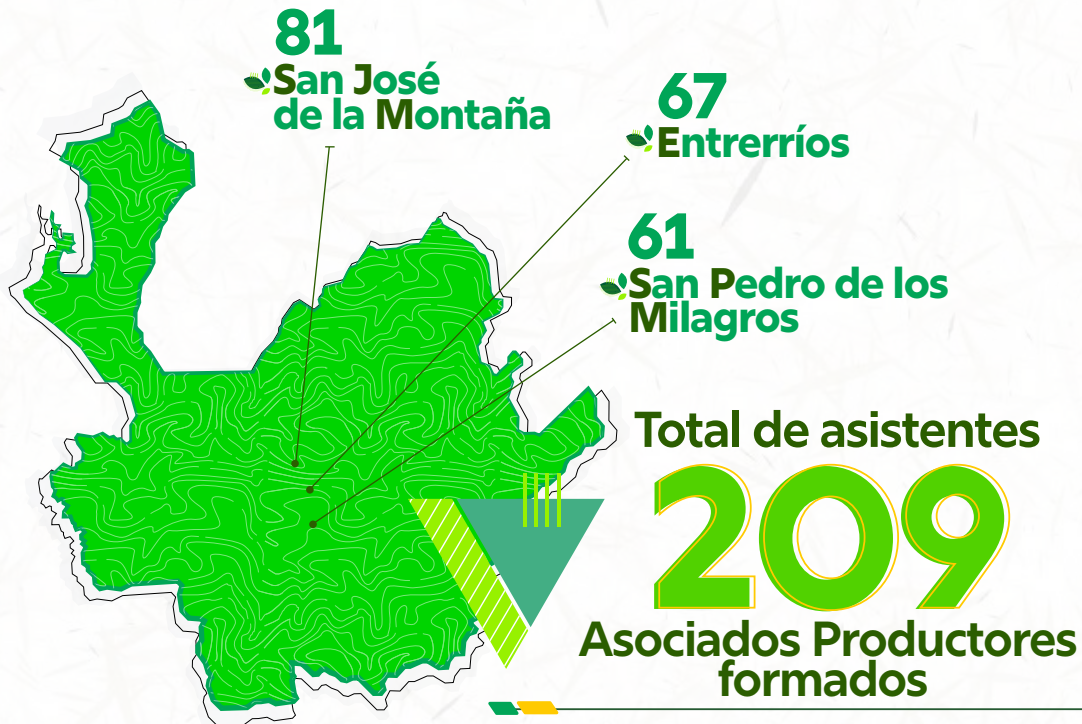 81
San José
de la Montaña
67
Entrerríos
61
San Pedro de los
Milagros
Total de asistentes
209
Asociados Productores
formados